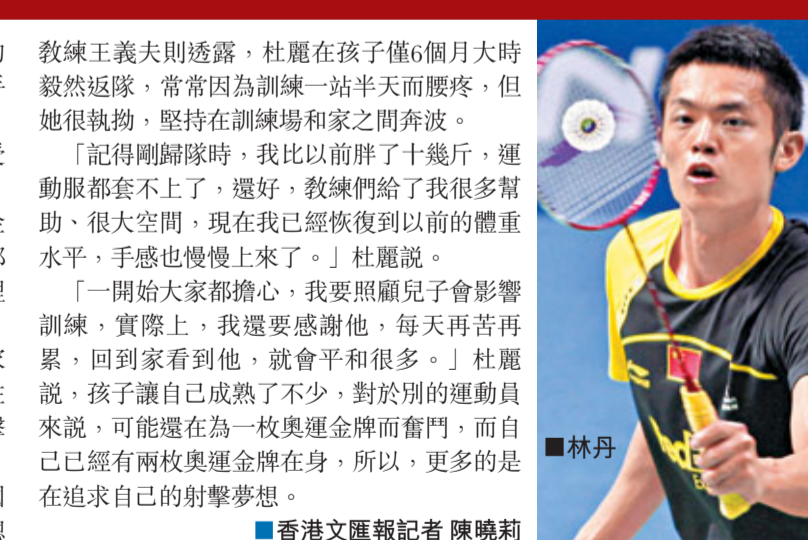 教練王義夫則透露，杜麗在孩子僅6個月大時
毅然返隊，常常因為訓練一站半天而腰疼，但
她很執拗，堅持在訓練場和家之間奔波。
「記得剛歸隊時，我比以前胖了十幾斤，運
動服都套不上了，還好，教練們給了我很多幫
助、很大空間，現在我已經恢復到以前的體重
水平，手感也慢慢上來了。」杜麗説。
「一開始大家都擔心，我要照顧兒子會影響
訓練，實際上，我還要感謝他，每天再苦再
累，回到家看到他，就會平和很多。」杜麗
説，孩子讓自己成熟了不少，對於別的運動員
來説，可能還在為一枚奧運金牌而奮鬥，而自
己已經有兩枚奧運金牌在身，所以，更多的是
在追求自己的射擊夢想。
■香港文匯報記者 陳曉莉
■林丹